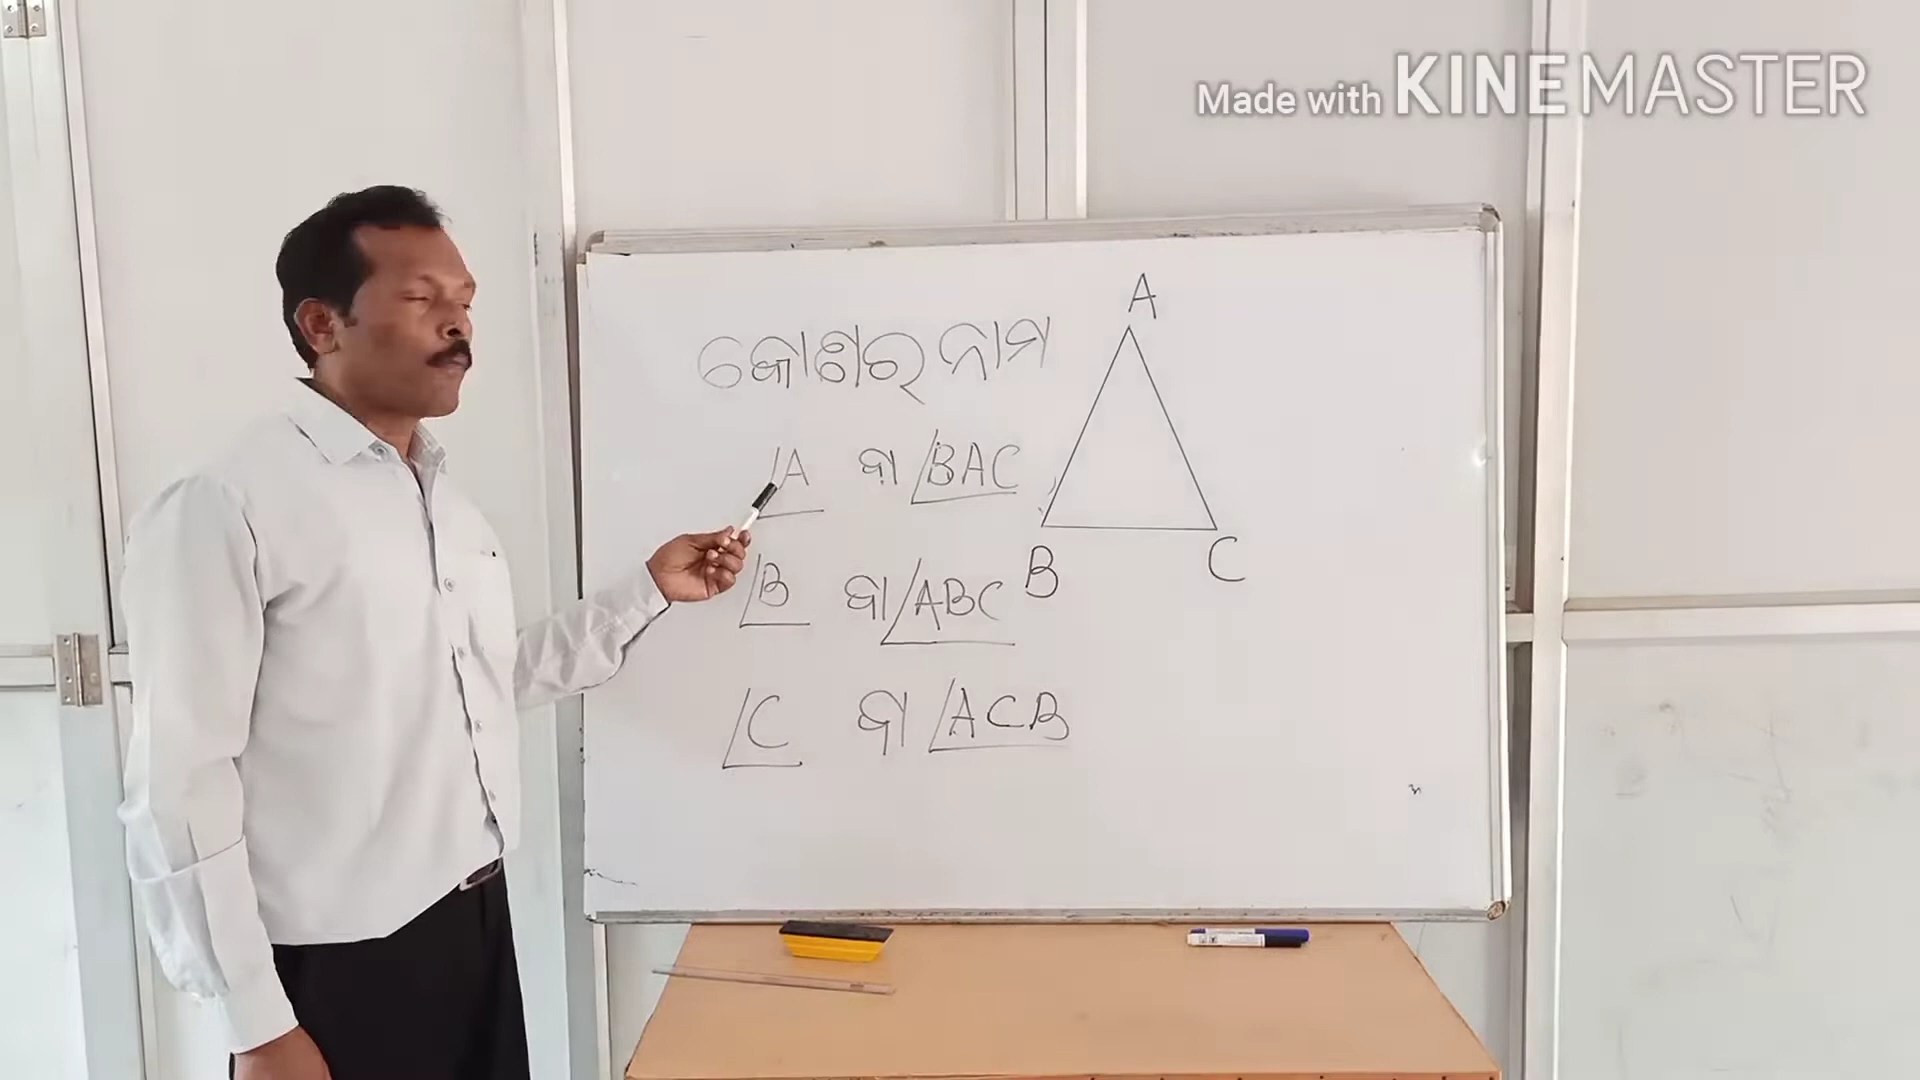 Made with KINEMASTER
କୋଣର ନାମ
A
∠A ବା ∠BAC
B C
∠B ବା ∠ABC
∠C ବା ∠ACB